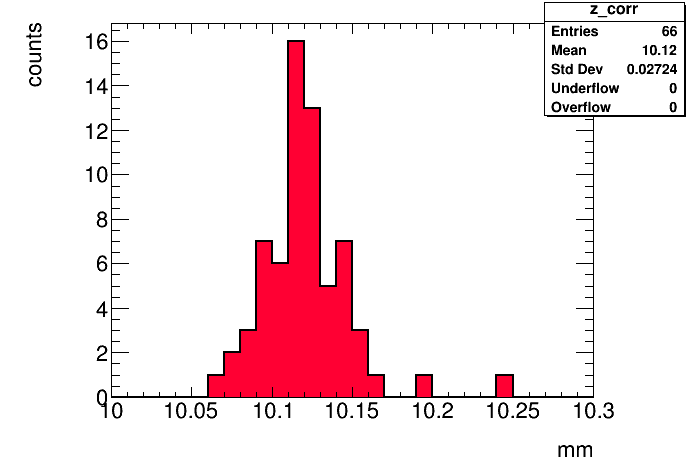 z_corr
Entries 66
Mean 10.12
Std Dev 0.02724
Underflow 0
Overflow 0
counts
16
14
12
10
8
6
4
2
0
10 10.05 10.1 10.15 10.2 10.25 10.3
mm